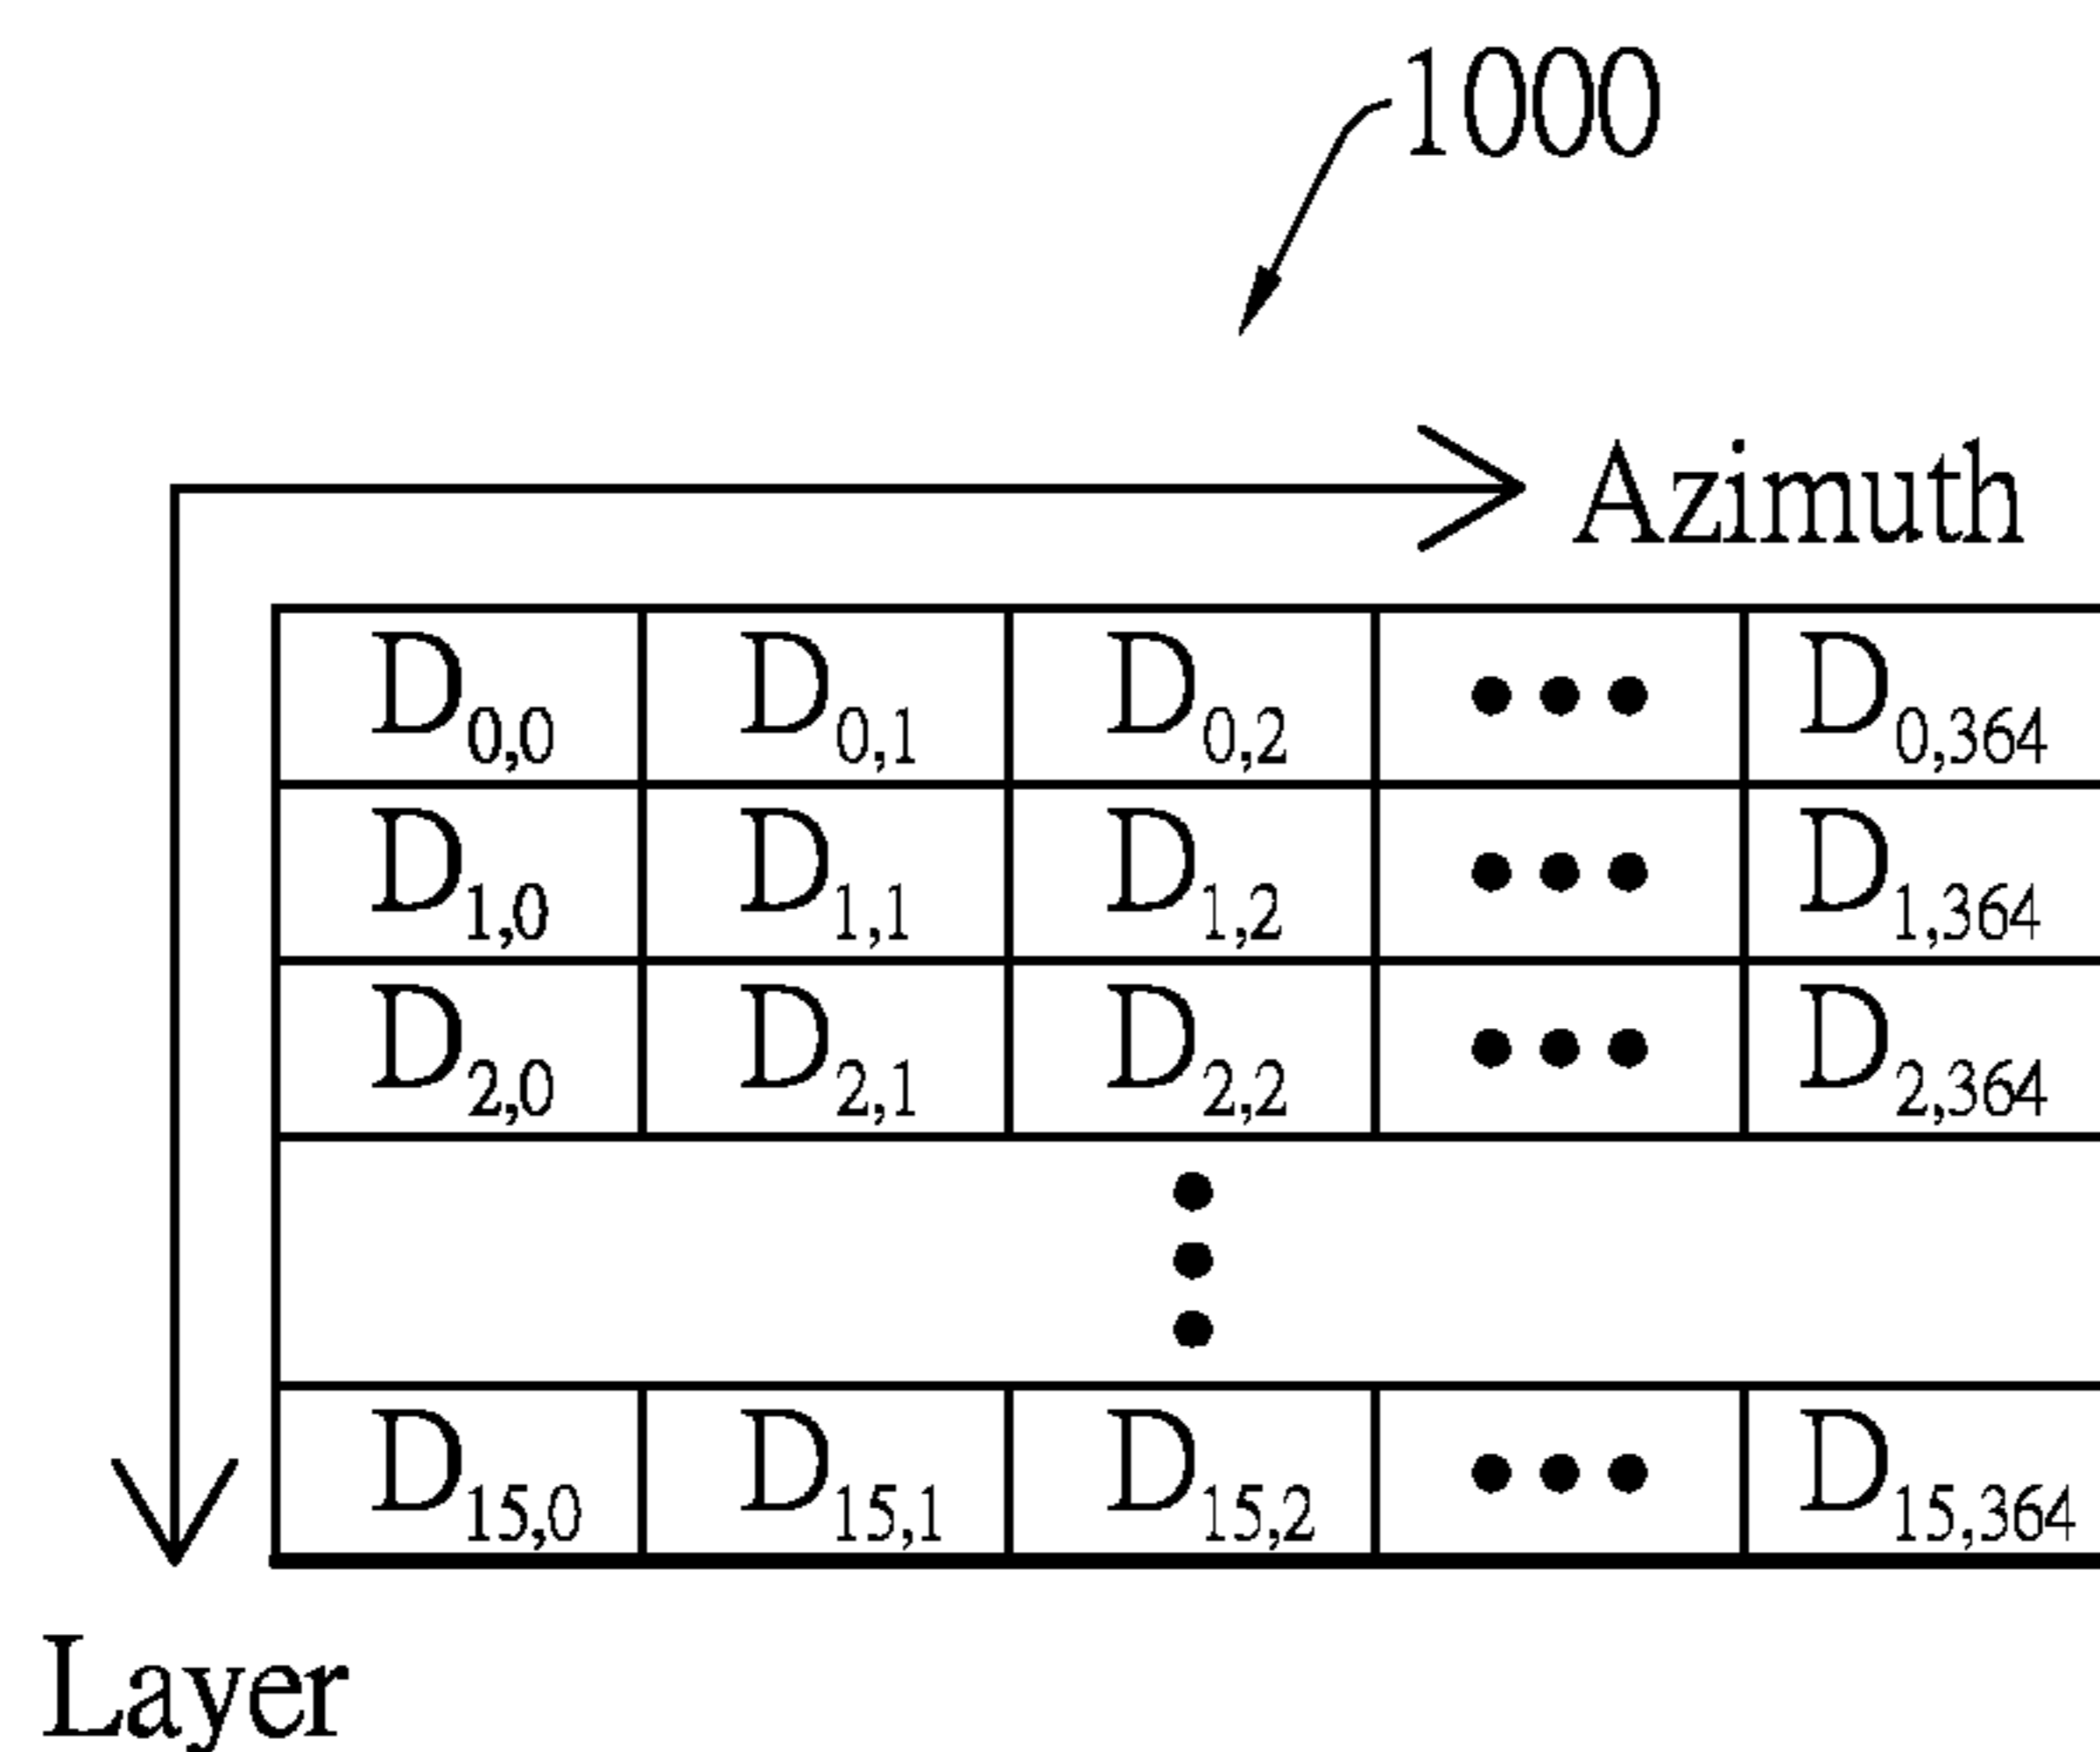 1000
Azimuth
D0,0 D0,1 D0,2 ••• D0,364
D1,0 D1,1 D1,2 ••• D1,364
D2,0 D2,1 D2,2 ••• D2,364
D15,0 D15,1 D15,2 ••• D15,364
Layer